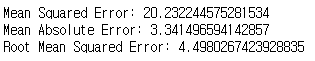 Mean Squared Error: 20.232244575281534
Mean Absolute Error: 3.341496594142857
Root Mean Squared Error: 4.4980267423928835